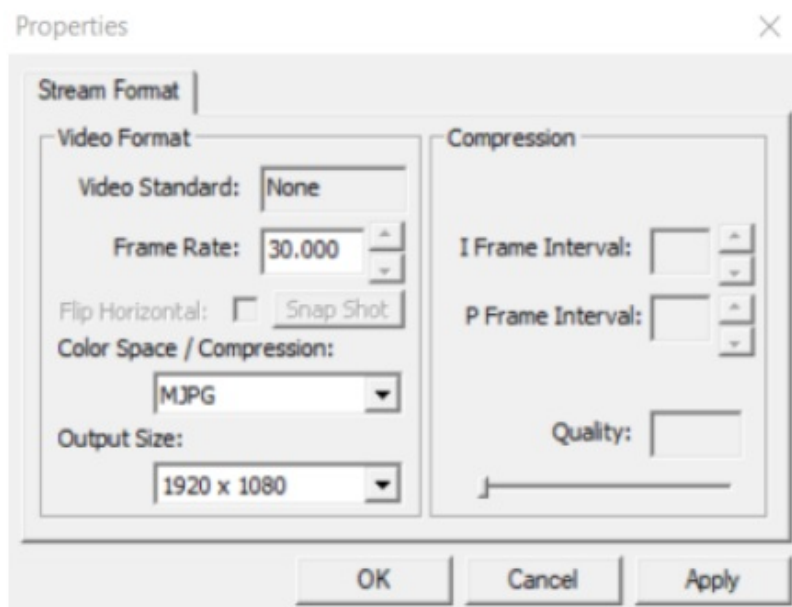 Properties
Stream Format
Video Format
Video Standard: None
Frame Rate: 30.000
Flip Horizontal: Snap Shot
Color Space / Compression:
MJPG
Output Size:
1920 x 1080
Compression
I Frame Interval:
P Frame Interval:
Quality:
OK Cancel Apply